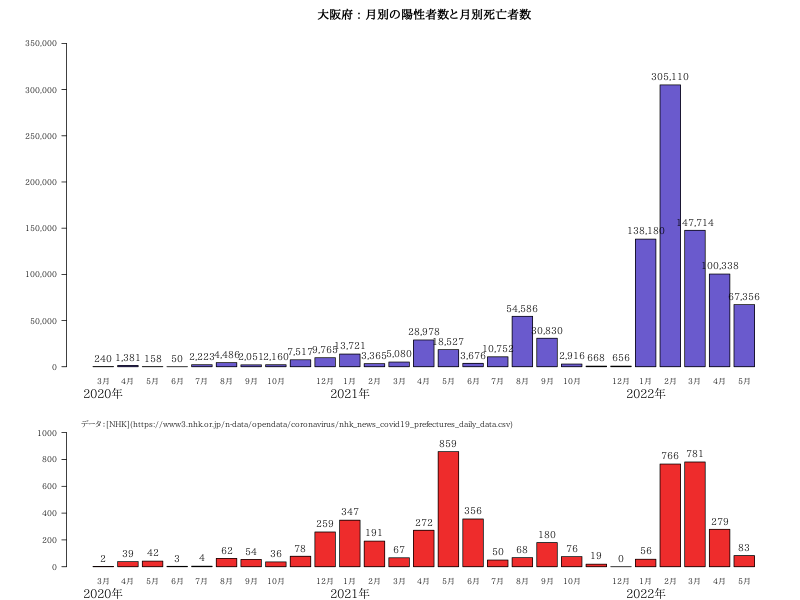 大阪府：月別の陽性者数と月別死亡者数
350,000
300,000
250,000
200,000
150,000
100,000
50,000
0
240 1,381 158 50 2,223 4,486 2,051 2,160 7,517 9,765 13,721 3,365 5,080 28,978 18,527 3,676 10,752 54,586 30,830 2,916 668 656 138,180 305,110 147,714 100,338 67,356
3月 4月 5月 6月 7月 8月 9月 10月 12月 1月 2月 3月 4月 5月 6月 7月 8月 9月 10月 12月 1月 2月 3月 4月 5月
2020年 2021年 2022年
データ：[NHK](https://www3.nhk.or.jp/n-data/opendata/coronavirus/nhk_news_covid19_prefectures_daily_data.csv)
1000
800
600
400
200
0
2 39 42 3 4 62 54 36 78 259 347 191 67 272 859 356 50 68 180 76 19 0 56 766 781 279 83
3月 4月 5月 6月 7月 8月 9月 10月 12月 1月 2月 3月 4月 5月 6月 7月 8月 9月 10月 12月 1月 2月 3月 4月 5月
2020年 2021年 2022年